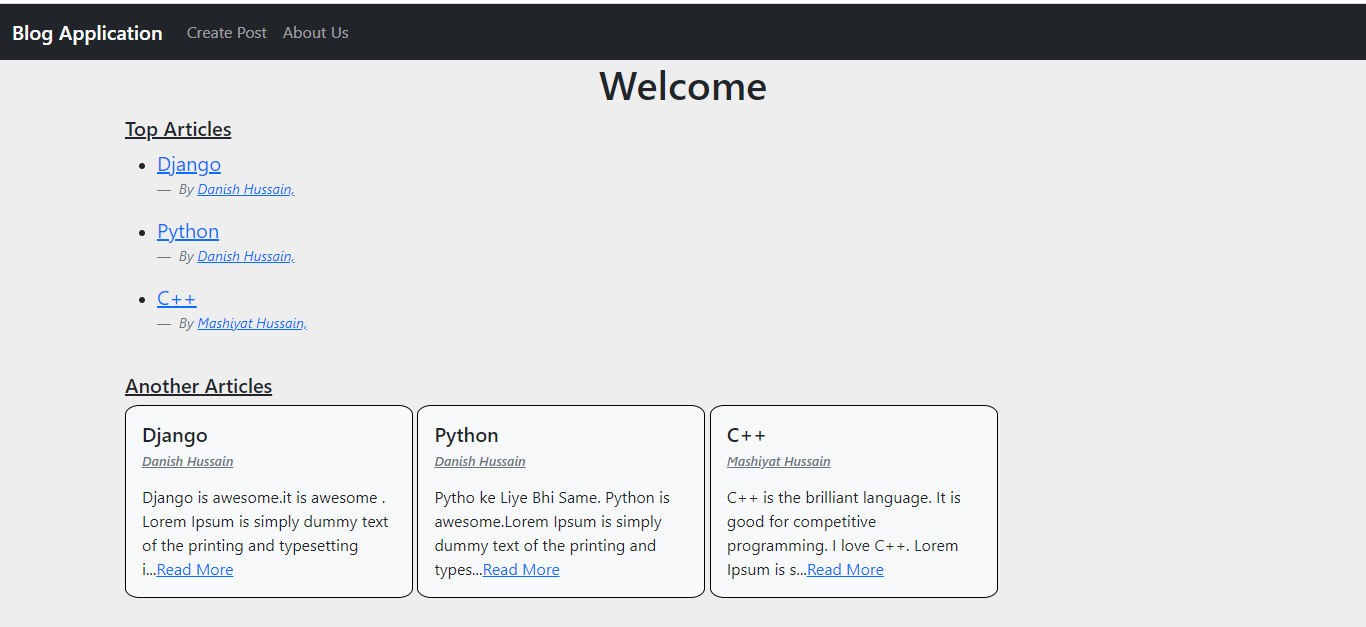 Blog Application Create Post About Us
Welcome
Top Articles
Django
— By Danish Hussain,
Python
— By Danish Hussain,
C++
— By Mashiyat Hussain,
Another Articles
Django
Danish Hussain
Django is awesome.it is awesome .
Lorem Ipsum is simply dummy text
of the printing and typesetting
i...Read More
Python
Danish Hussain
Pytho ke Liye Bhi Same. Python is
awesome.Lorem Ipsum is simply
dummy text of the printing and
types...Read More
C++
Mashiyat Hussain
C++ is the brilliant language. It is
good for competitive
programming. I love C++. Lorem
Ipsum is s...Read More